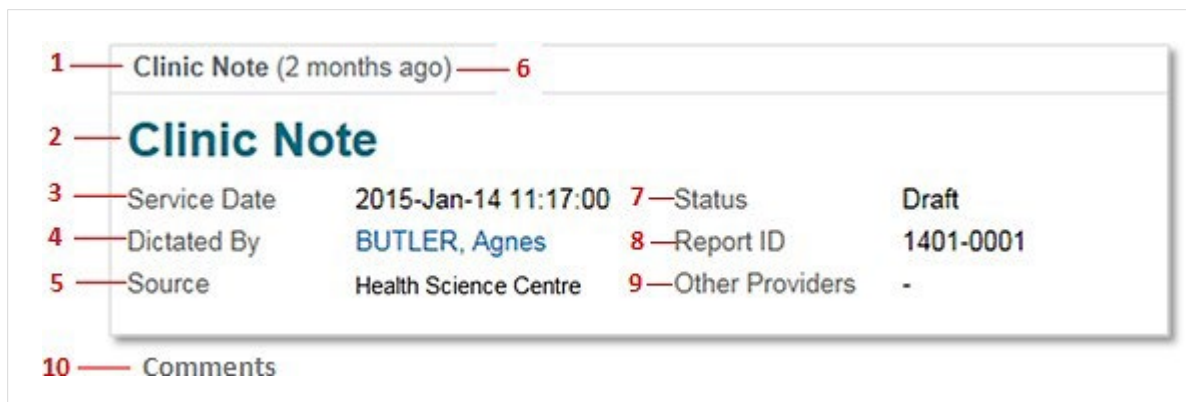 1 Clinic Note (2 months ago) 6
2 Clinic Note
3 Service Date 2015-Jan-14 11:17:00 7 Status Draft
4 Dictated By BUTLER, Agnes 8 Report ID 1401-0001
5 Source Health Science Centre 9 Other Providers -
10 Comments